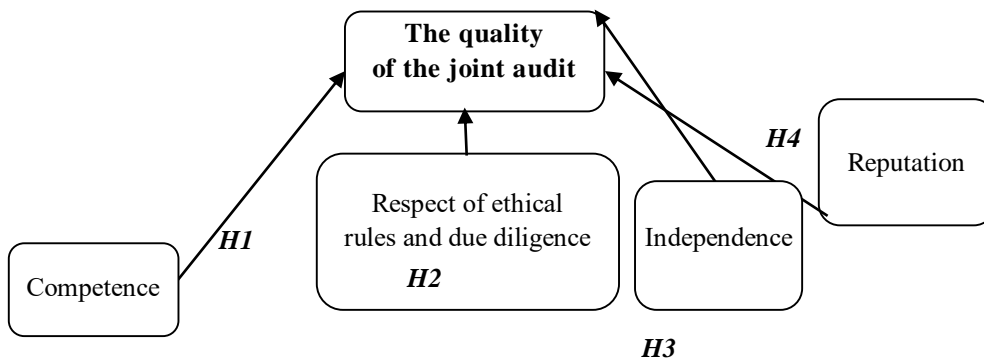 The quality
of the joint audit
H4
Reputation
Respect of ethical
rules and due diligence
Independence
H1
H2
Competence
H3